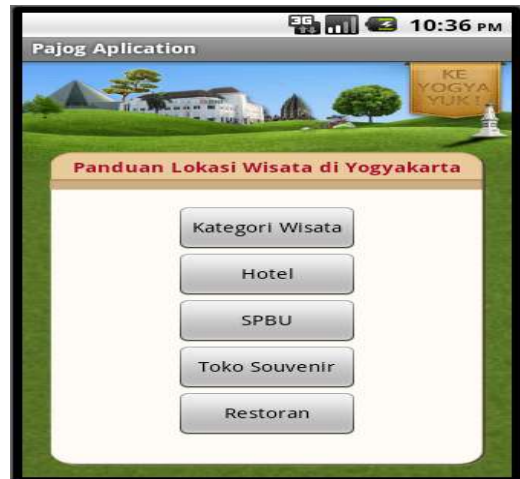 3G 10:36 PM
Pajog Aplication
KE
YOGYA
YUK !
Panduan Lokasi Wisata di Yogyakarta
Kategori Wisata
Hotel
SPBU
Toko Souvenir
Restoran